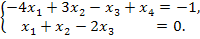 -4x₁ + 3x₂ - x₃ + x₄ = -1,
x₁ + x₂ - 2x₃ = 0.